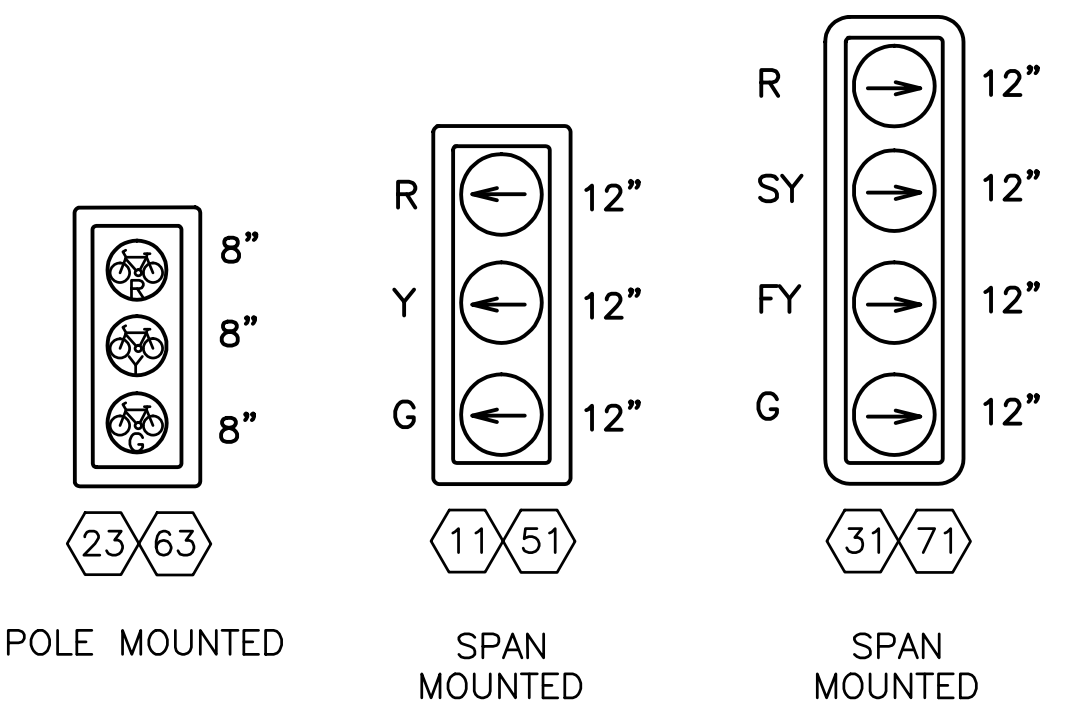 8”
R
8”
Y
8”
G
23 63
POLE MOUNTED
R 12”
Y 12”
G 12”
11 51
SPAN
MOUNTED
R 12”
SY 12”
FY 12”
G 12”
31 71
SPAN
MOUNTED